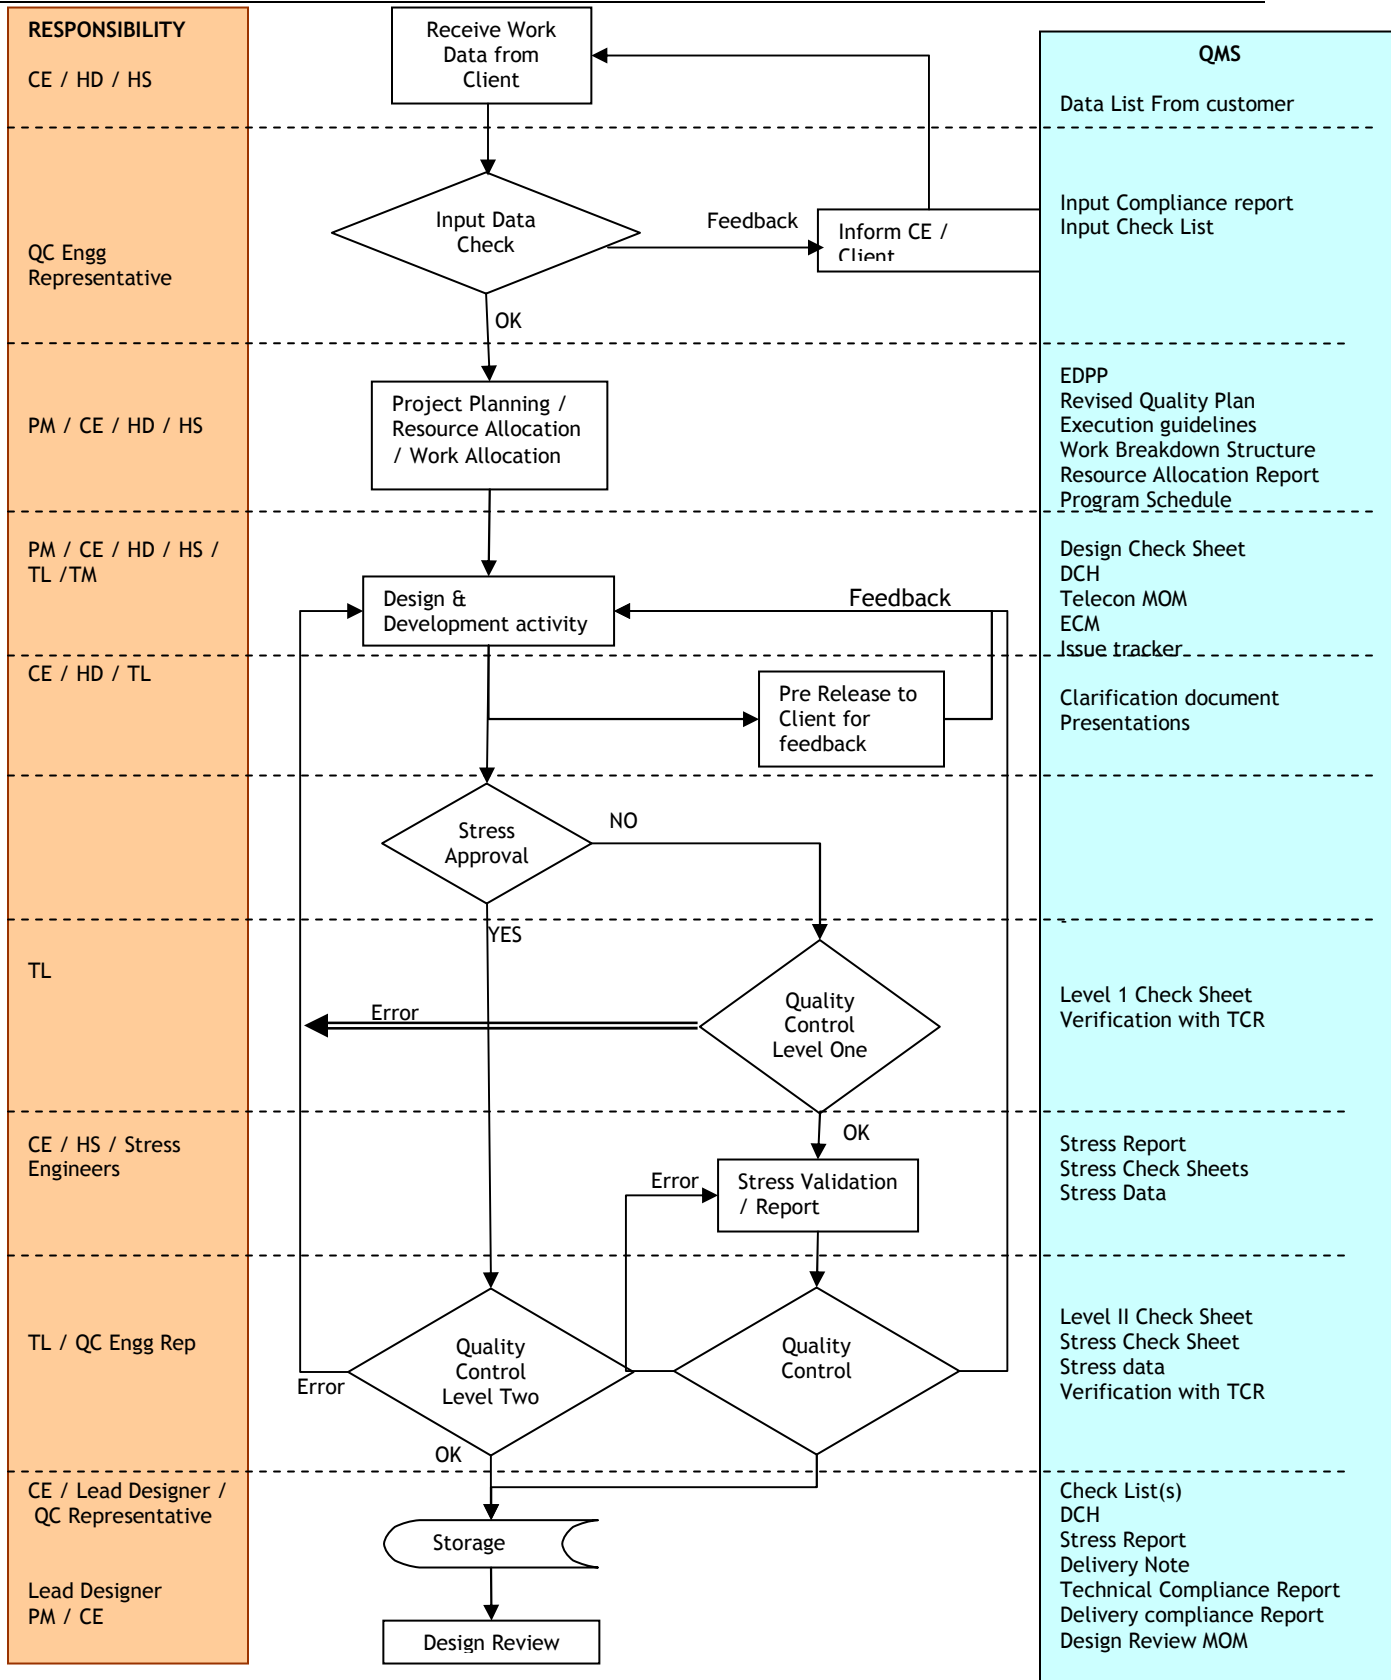 RESPONSIBILITY
CE / HD / HS
QC Engg
Representative
PM / CE / HD / HS
PM / CE / HD / HS /
TL /TM
CE / HD / TL
TL
CE / HS / Stress
Engineers
TL / QC Engg Rep
CE / Lead Designer /
QC Representative
Lead Designer
PM / CE
Receive Work
Data from
Client
Input Data
Check
Feedback
Inform CE /
Client
OK
Project Planning /
Resource Allocation
/ Work Allocation
Design &
Development activity
Feedback
Pre Release to
Client for
feedback
Stress
Approval
NO
YES
Quality
Control
Level One
Error
OK
Stress Validation
/ Report
Error
Quality
Control
Level Two
Error
Quality
Control
OK
Storage
Design Review
QMS
Data List From customer
Input Compliance report
Input Check List
EDPP
Revised Quality Plan
Execution guidelines
Work Breakdown Structure
Resource Allocation Report
Program Schedule
Design Check Sheet
DCH
Telecon MOM
ECM
Issue tracker
Clarification document
Presentations
-
Level 1 Check Sheet
Verification with TCR
Stress Report
Stress Check Sheets
Stress Data
Level II Check Sheet
Stress Check Sheet
Stress data
Verification with TCR
Check List(s)
DCH
Stress Report
Delivery Note
Technical Compliance Report
Delivery compliance Report
Design Review MOM